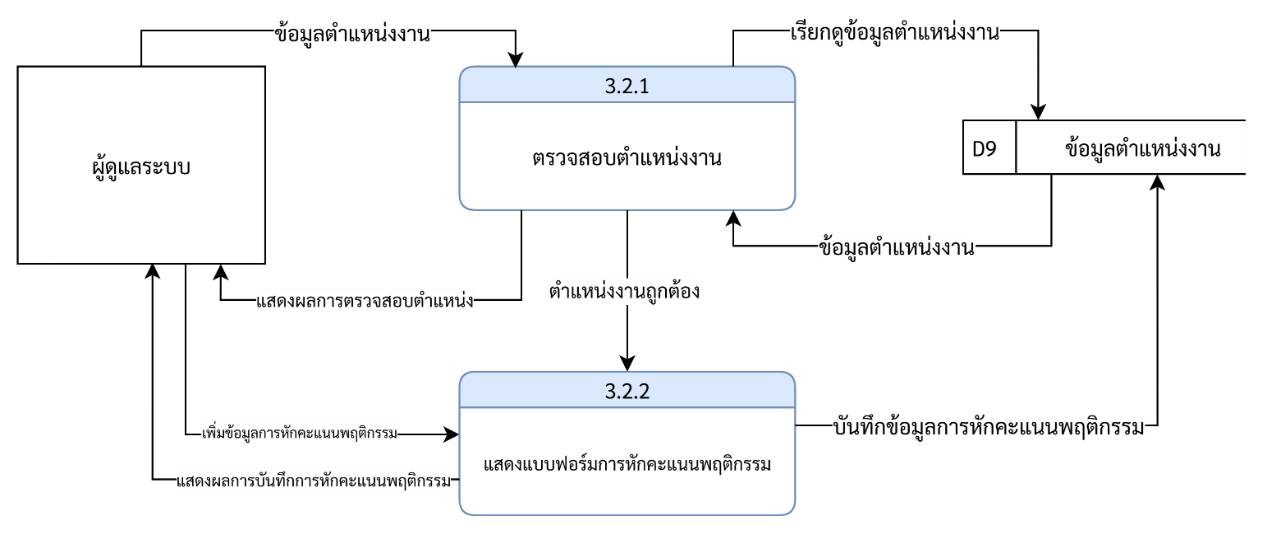 ข้อมูลตำแหน่งงาน
เรียกดูข้อมูลตำแหน่งงาน
3.2.1
ผู้ดูแลระบบ
ตรวจสอบตำแหน่งงาน
D9
ข้อมูลตำแหน่งงาน
ข้อมูลตำแหน่งงาน
แสดงผลการตรวจสอบตำแหน่ง
ตำแหน่งงานถูกต้อง
3.2.2
เพิ่มข้อมูลการหักคะแนนพฤติกรรม
บันทึกข้อมูลการหักคะแนนพฤติกรรม
แสดงแบบฟอร์มการหักคะแนนพฤติกรรม
แสดงผลการบันทึกการหักคะแนนพฤติกรรม